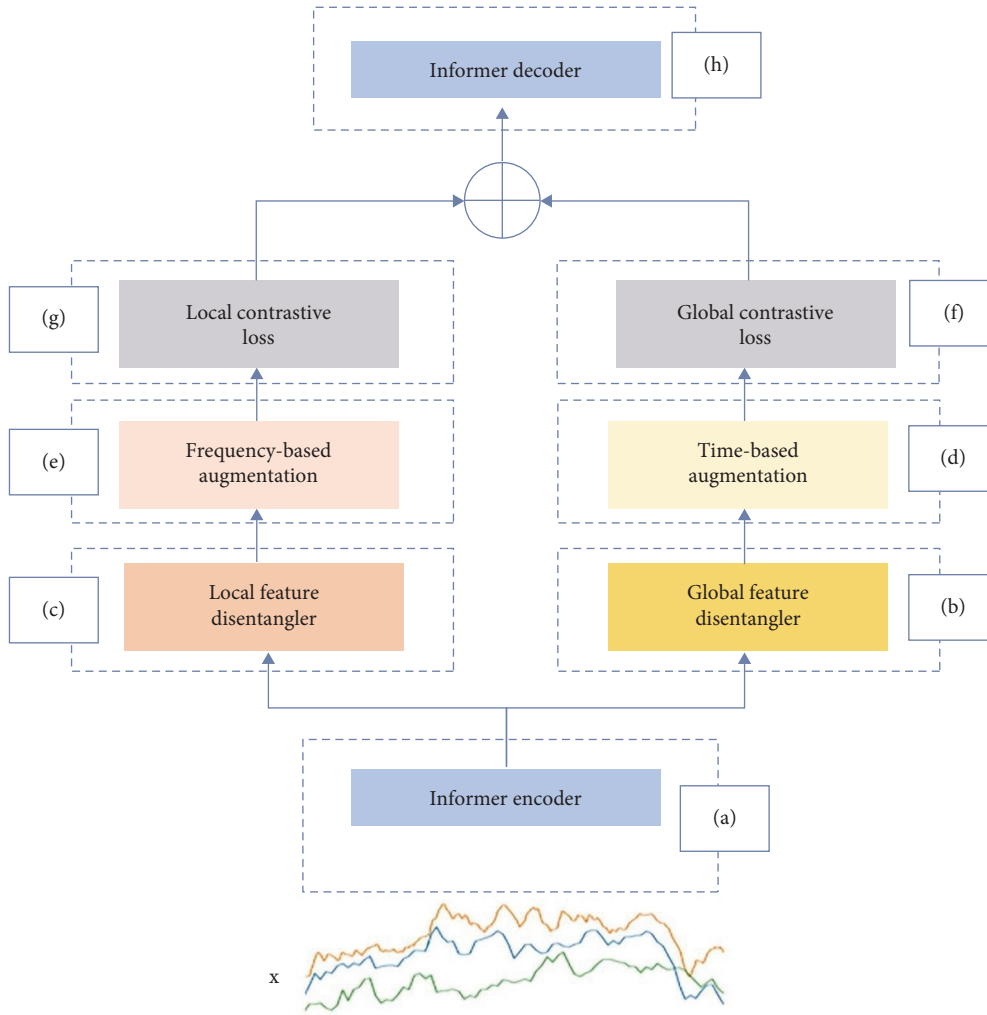 Informer decoder
(h)
(g)
Local contrastive
loss
Global contrastive
loss
(f)
(e)
Frequency-based
augmentation
Time-based
augmentation
(d)
(c)
Local feature
disentangler
Global feature
disentangler
(b)
Informer encoder
(a)
x